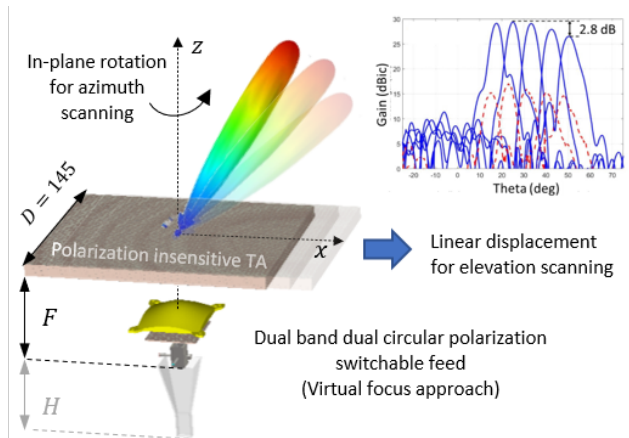 In-plane rotation
for azimuth
scanning
z
30
25
20
15
10
5
0
Gain (dBic)
2.8 dB
-20 -10 0 10 20 30 40 50 60 70
Theta (deg)
D = 145
Polarization insensitive TA
x
Linear displacement
for elevation scanning
F
Dual band dual circular polarization
switchable feed
(Virtual focus approach)
H